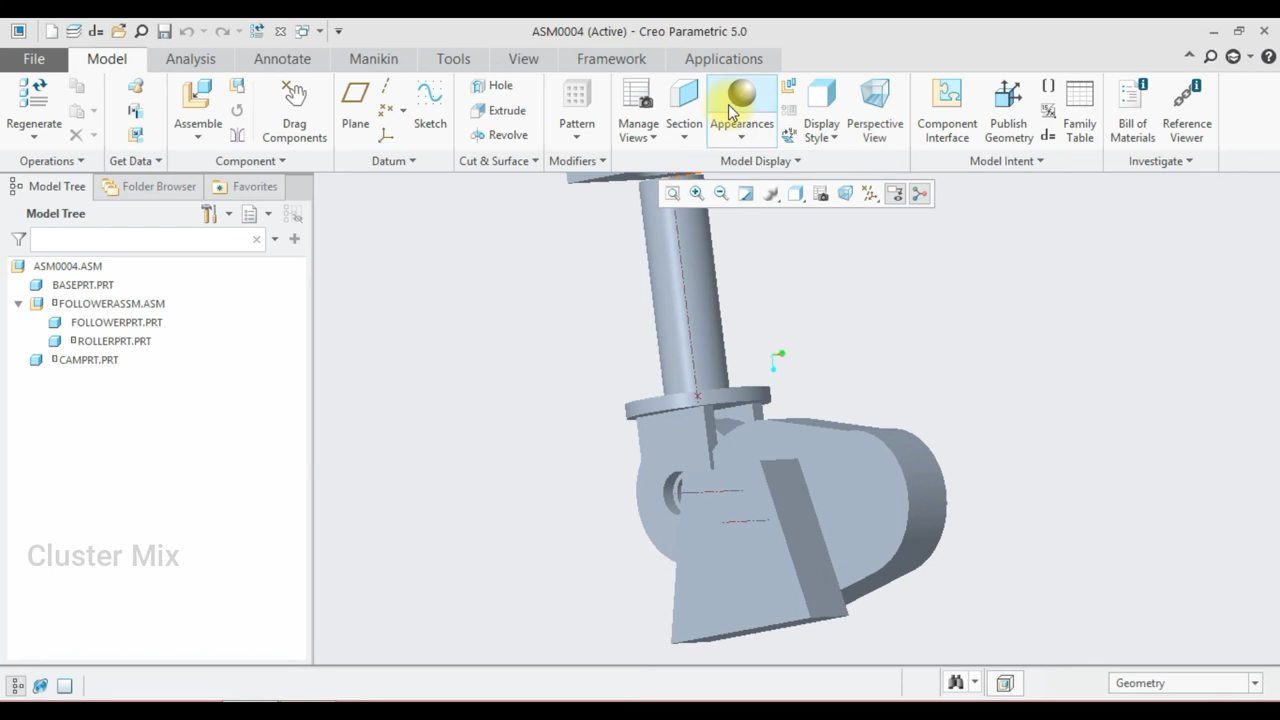 ASM0004 (Active) - Creo Parametric 5.0
File Model Analysis Annotate Manikin Tools View Framework Applications
Regenerate
Assemble
Drag
Components
Plane
Sketch
Hole
Extrude
Revolve
Pattern
Manage
Views
Section
Appearances
Display
Style
Perspective
View
Component
Interface
Publish
Geometry
d=
Family
Table
Bill of
Materials
Reference
Viewer
Operations Get Data Component Datum Cut & Surface Modifiers Model Display Model Intent Investigate
Model Tree Folder Browser Favorites
Model Tree
ASM0004.ASM
BASEPRT.PRT
FOLLOWERASSM.ASM
FOLLOWERPRT.PRT
ROLLERPRT.PRT
CAMPRT.PRT
Cluster Mix
Geometry